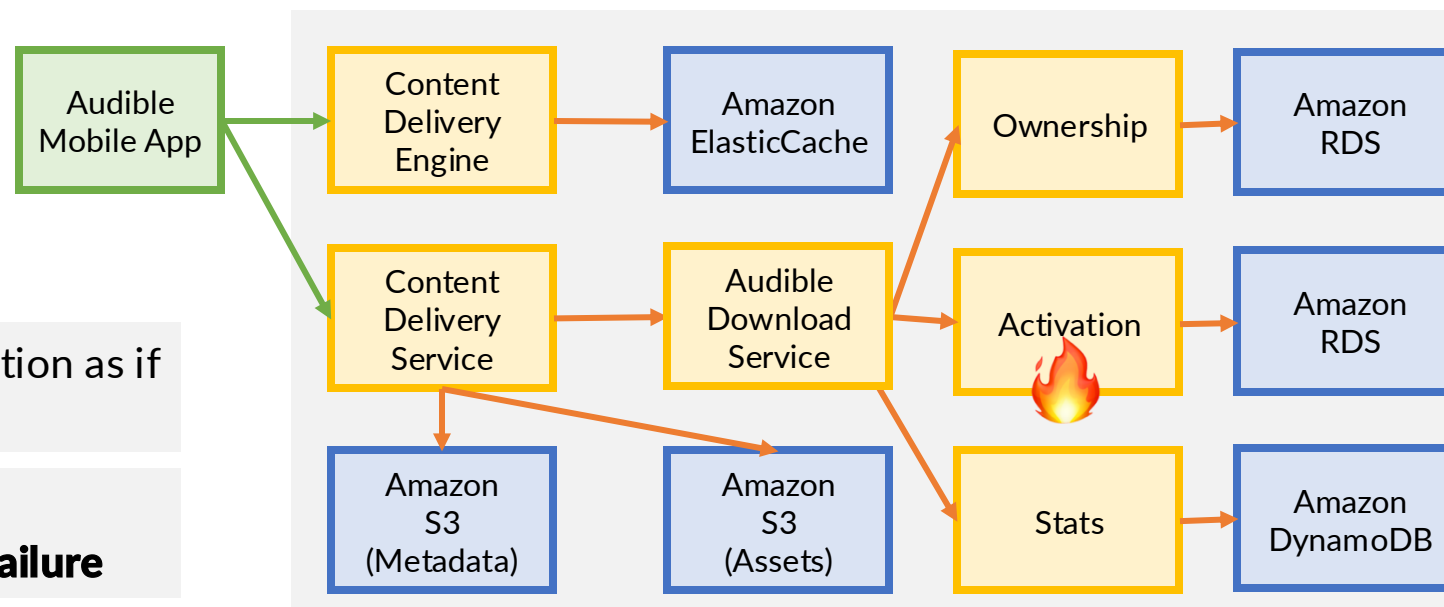 Audible
Mobile App
Content
Delivery
Engine
Amazon
ElasticCache
Ownership
Amazon
RDS
Content
Delivery
Service
Audible
Download
Service
Activation
Amazon
RDS
tion as if
Amazon
S3
(Metadata)
Amazon
S3
(Assets)
Stats
Amazon
DynamoDB
ailure